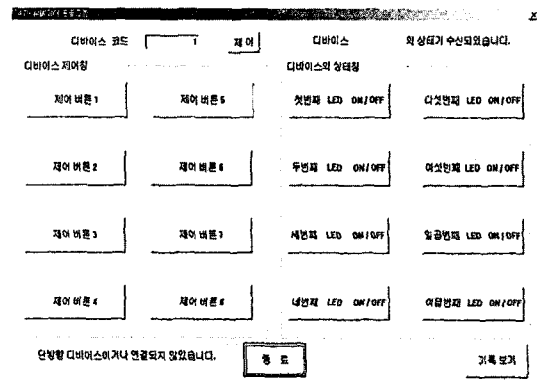 디바이스 코드 1 제 어 디바이스 의 상태가 수신되었습니다.
디바이스 제어창 디바이스의 상태창
제어 버튼 1 제어 버튼 5 첫번째 LED ON/OFF 다섯번째 LED ON/OFF
제어 버튼 2 제어 버튼 6 두번째 LED ON/OFF 여섯번째 LED ON/OFF
제어 버튼 3 제어 버튼 7 세번째 LED ON/OFF 일곱번째 LED ON/OFF
제어 버튼 4 제어 버튼 8 네번째 LED ON/OFF 여덟번째 LED ON/OFF
단방향 디바이스이거나 연결되지 않았습니다. 종 료 기록 보기